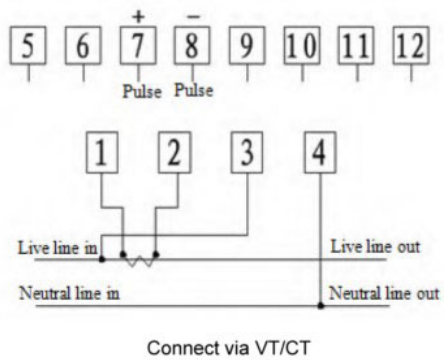 + −
5 6 7 8 9 10 11 12
Pulse Pulse
1 2 3 4
Live line in Live line out
Neutral line in Neutral line out
Connect via VT/CT